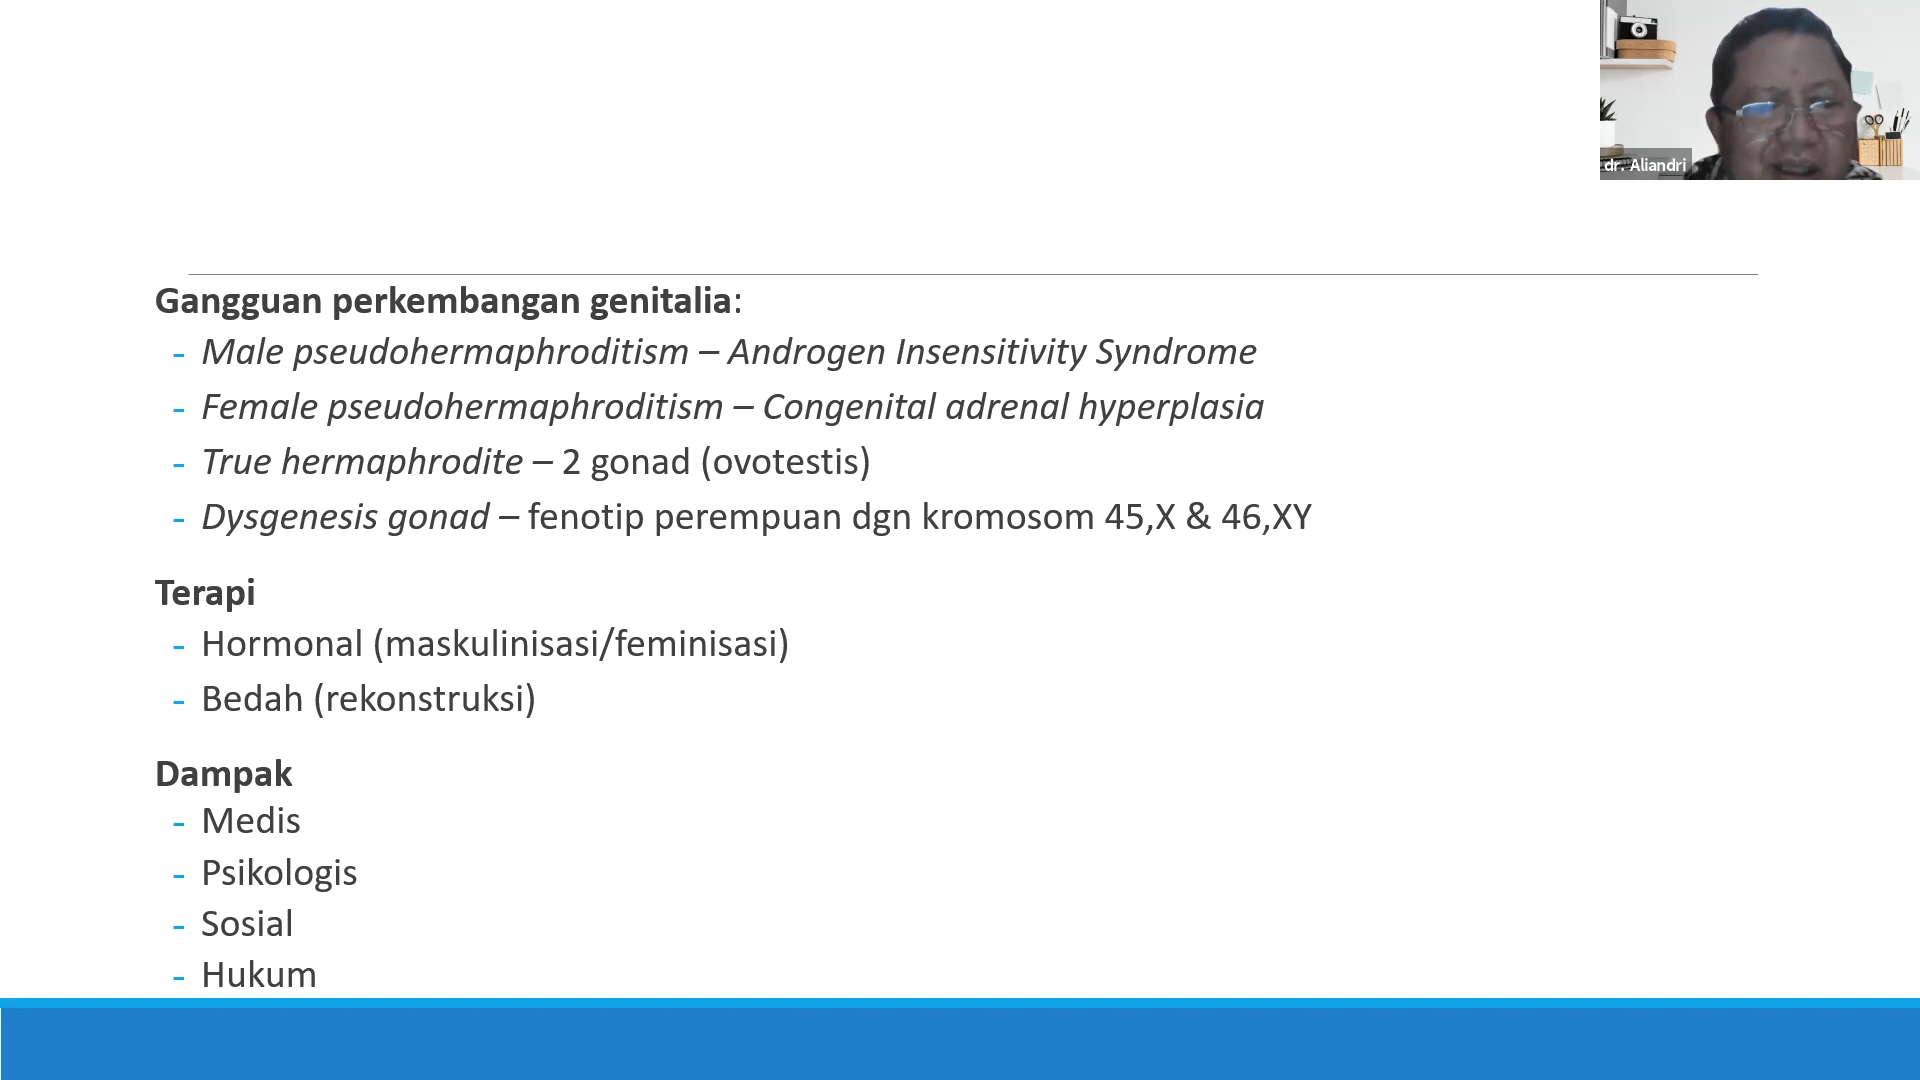 dr. Aliandri
Gangguan perkembangan genitalia:
- Male pseudohermaphroditism – Androgen Insensitivity Syndrome
- Female pseudohermaphroditism – Congenital adrenal hyperplasia
- True hermaphrodite – 2 gonad (ovotestis)
- Dysgenesis gonad – fenotip perempuan dgn kromosom 45,X & 46,XY
Terapi
- Hormonal (maskulinisasi/feminisasi)
- Bedah (rekonstruksi)
Dampak
- Medis
- Psikologis
- Sosial
- Hukum